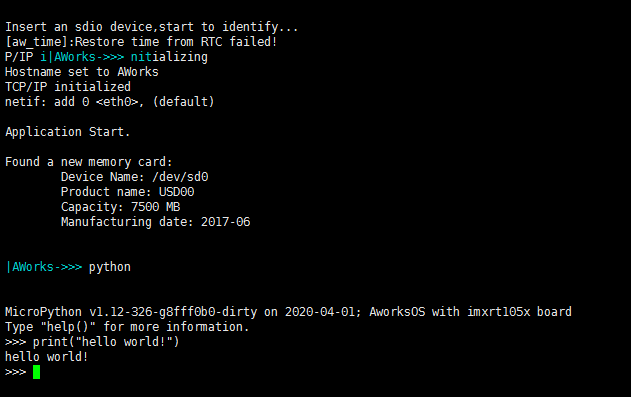 Insert an sdio device,start to identify...
[aw_time]:Restore time from RTC failed!
P/IP i|AWorks->>> nitializing
Hostname set to AWorks
TCP/IP initialized
netif: add 0 <eth0>, (default)
Application Start.
Found a new memory card:
Device Name: /dev/sd0
Product name: USD00
Capacity: 7500 MB
Manufacturing date: 2017-06
|AWorks->>> python
MicroPython v1.12-326-g8fff0b0-dirty on 2020-04-01; AworksOS with imxrt105x board
Type "help()" for more information.
>>> print("hello world!")
hello world!
>>>